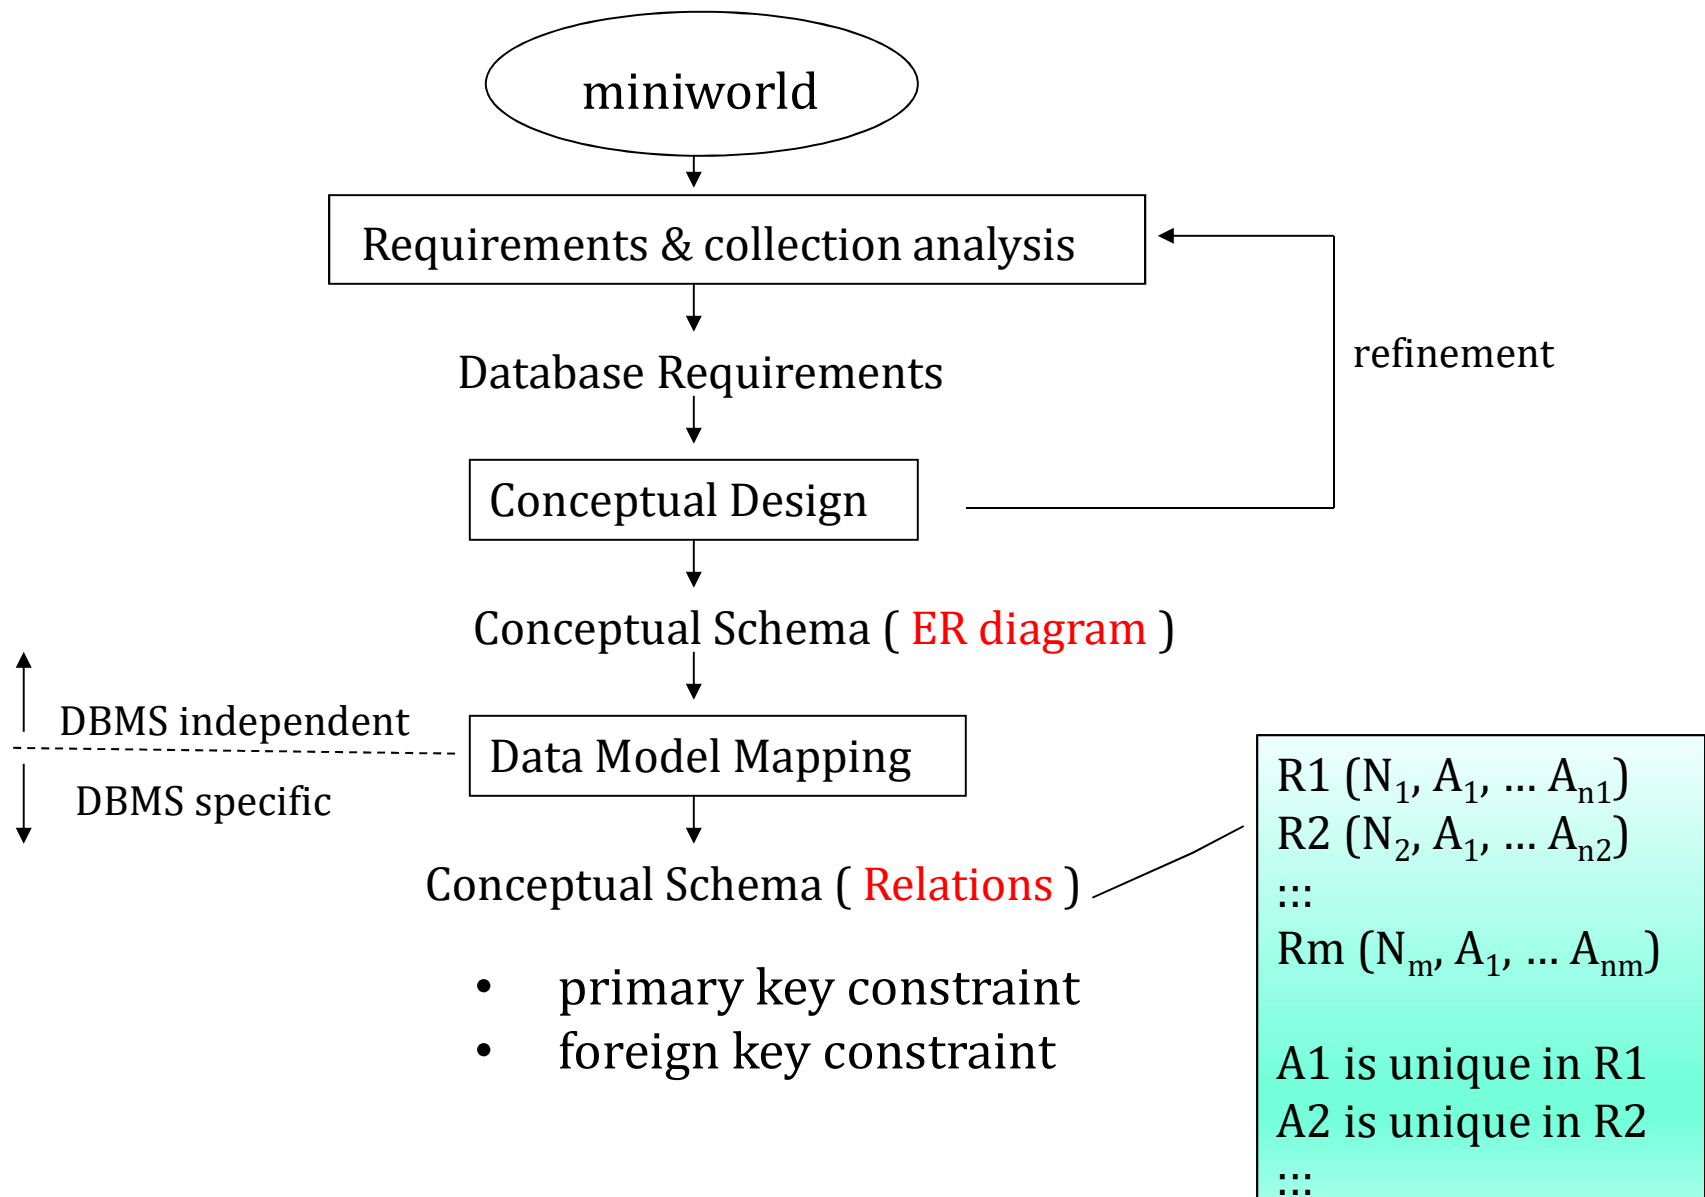 miniworld
Requirements & collection analysis
refinement
Database Requirements
Conceptual Design
Conceptual Schema ( ER diagram )
DBMS independent
Data Model Mapping
DBMS specific
Conceptual Schema ( Relations )
• primary key constraint
• foreign key constraint
R1 (N₁, A₁, ... Aₙ₁)
R2 (N₂, A₁, ... Aₙ₂)
:::
Rm (Nₘ, A₁, ... Aₙₘ)
A1 is unique in R1
A2 is unique in R2
:::